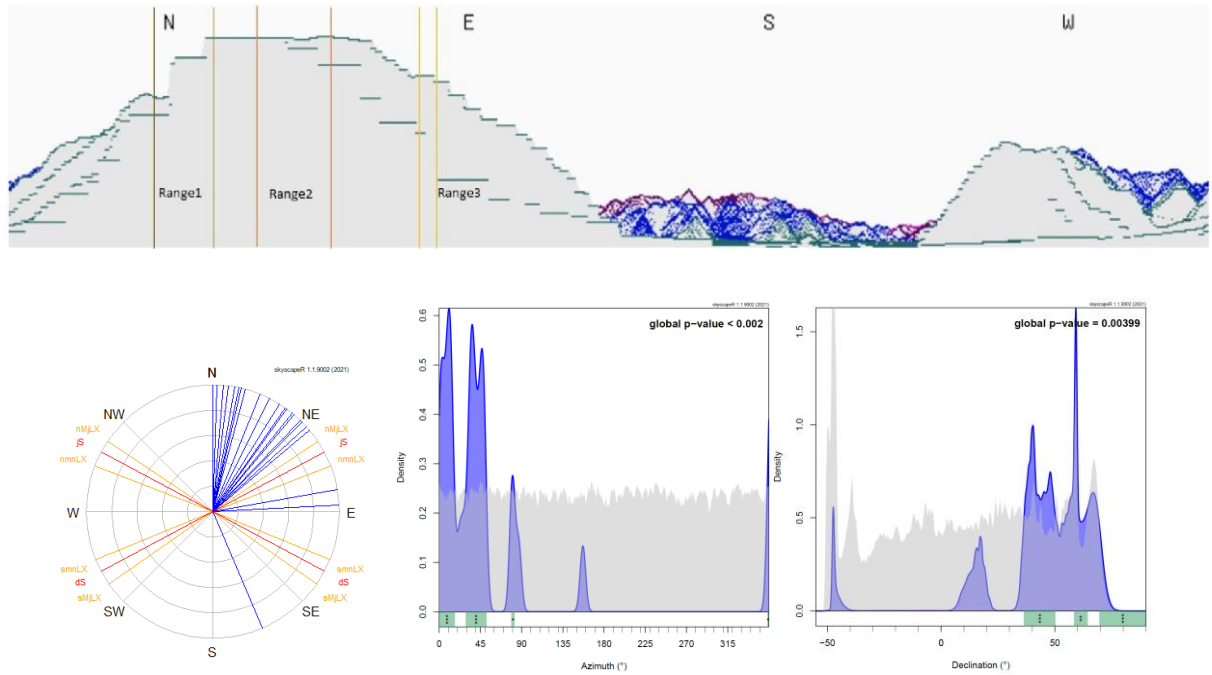 N E S W
Range1 Range2 Range3
skyscapeR 1.1.9002 (2021)
N
NW NE
nMjLX nMjLX
jS jS
nmnLX nmnLX
W E
smnLX smnLX
dS dS
sMjLX sMjLX
SW SE
S
skyscapeR 1.1.9002 (2021)
global p−value < 0.002
Density
0.0 0.1 0.2 0.3 0.4 0.5 0.6
*** *** * *
0 45 90 135 180 225 270 315
Azimuth (°)
skyscapeR 1.1.9002 (2021)
global p−value = 0.00399
Density
0.0 0.5 1.0 1.5
*** ** ***
−50 0 50
Declination (°)